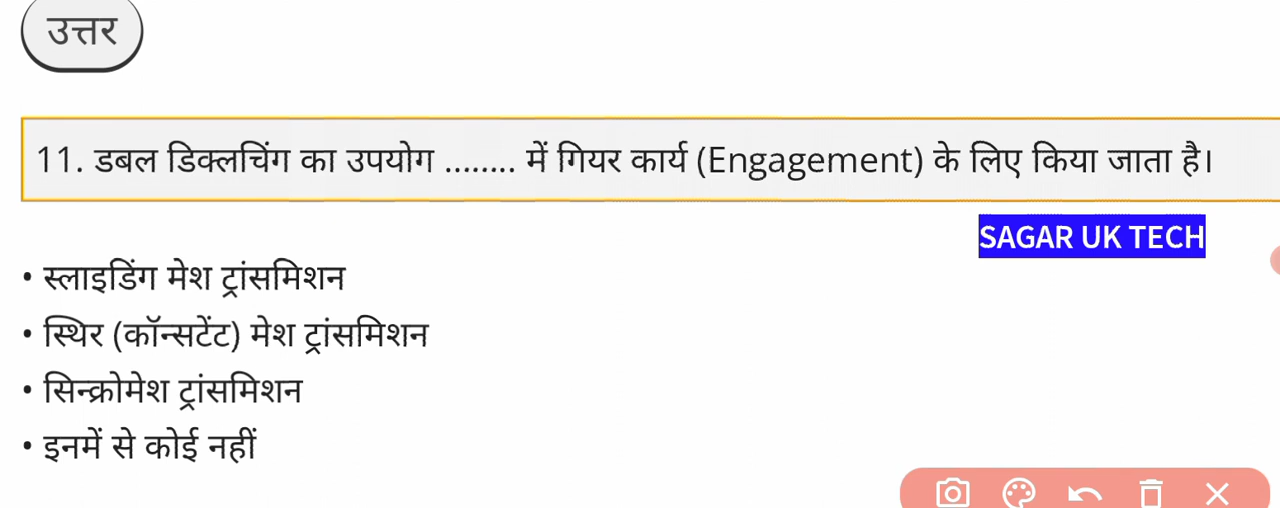 उत्तर
11. डबल डिक्लचिंग का उपयोग ........ में गियर कार्य (Engagement) के लिए किया जाता है।
SAGAR UK TECH
• स्लाइडिंग मेश ट्रांसमिशन
• स्थिर (कॉन्सटेंट) मेश ट्रांसमिशन
• सिन्क्रोमेश ट्रांसमिशन
• इनमें से कोई नहीं